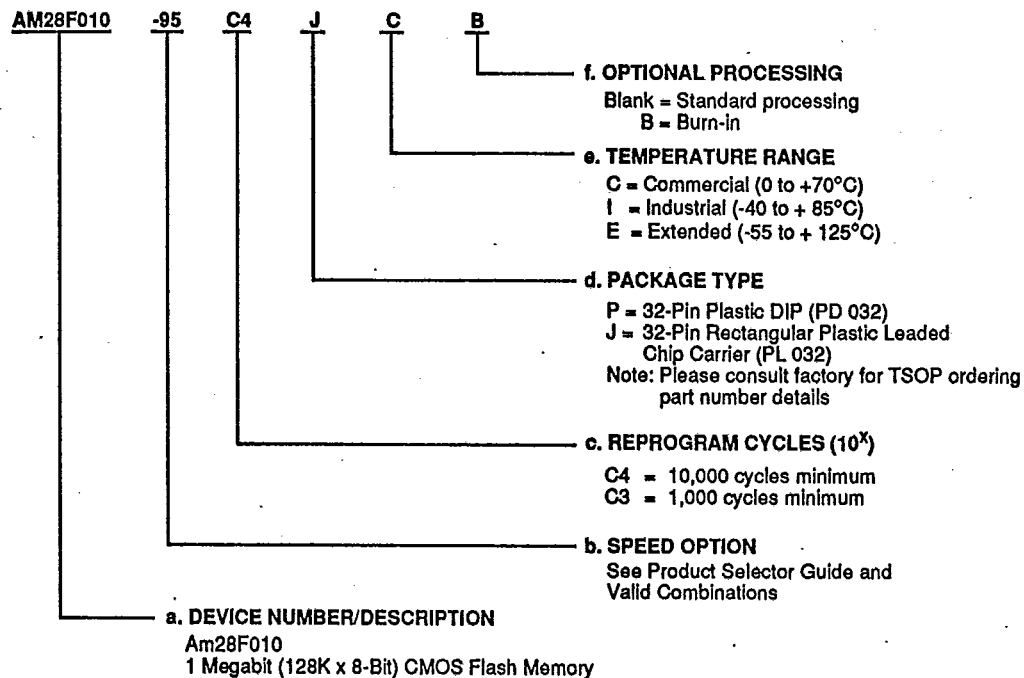 AM28F010 -95 C4 J C B
f. OPTIONAL PROCESSING
Blank = Standard processing
B = Burn-in
e. TEMPERATURE RANGE
C = Commercial (0 to +70°C)
I = Industrial (-40 to + 85°C)
E = Extended (-55 to + 125°C)
d. PACKAGE TYPE
P = 32-Pin Plastic DIP (PD 032)
J = 32-Pin Rectangular Plastic Leaded
Chip Carrier (PL 032)
Note: Please consult factory for TSOP ordering
part number details
c. REPROGRAM CYCLES (10ˣ)
C4 = 10,000 cycles minimum
C3 = 1,000 cycles minimum
b. SPEED OPTION
See Product Selector Guide and
Valid Combinations
a. DEVICE NUMBER/DESCRIPTION
Am28F010
1 Megabit (128K x 8-Bit) CMOS Flash Memory